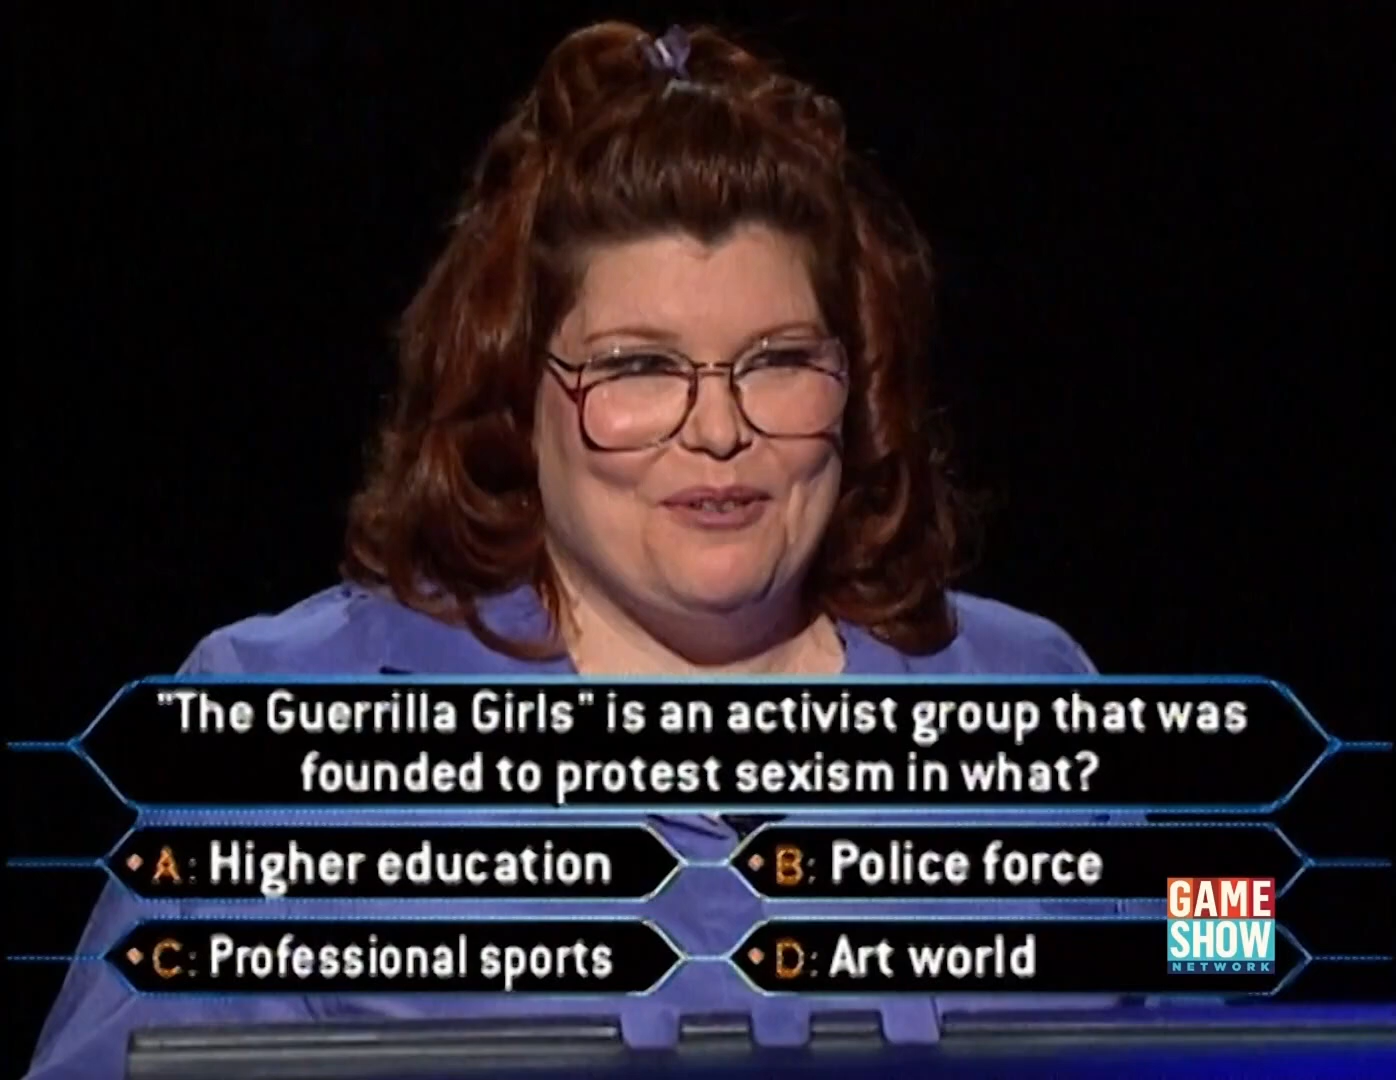 "The Guerrilla Girls" is an activist group that was
founded to protest sexism in what?
A: Higher education
B: Police force
C: Professional sports
D: Art world
GAME
SHOW
NETWORK